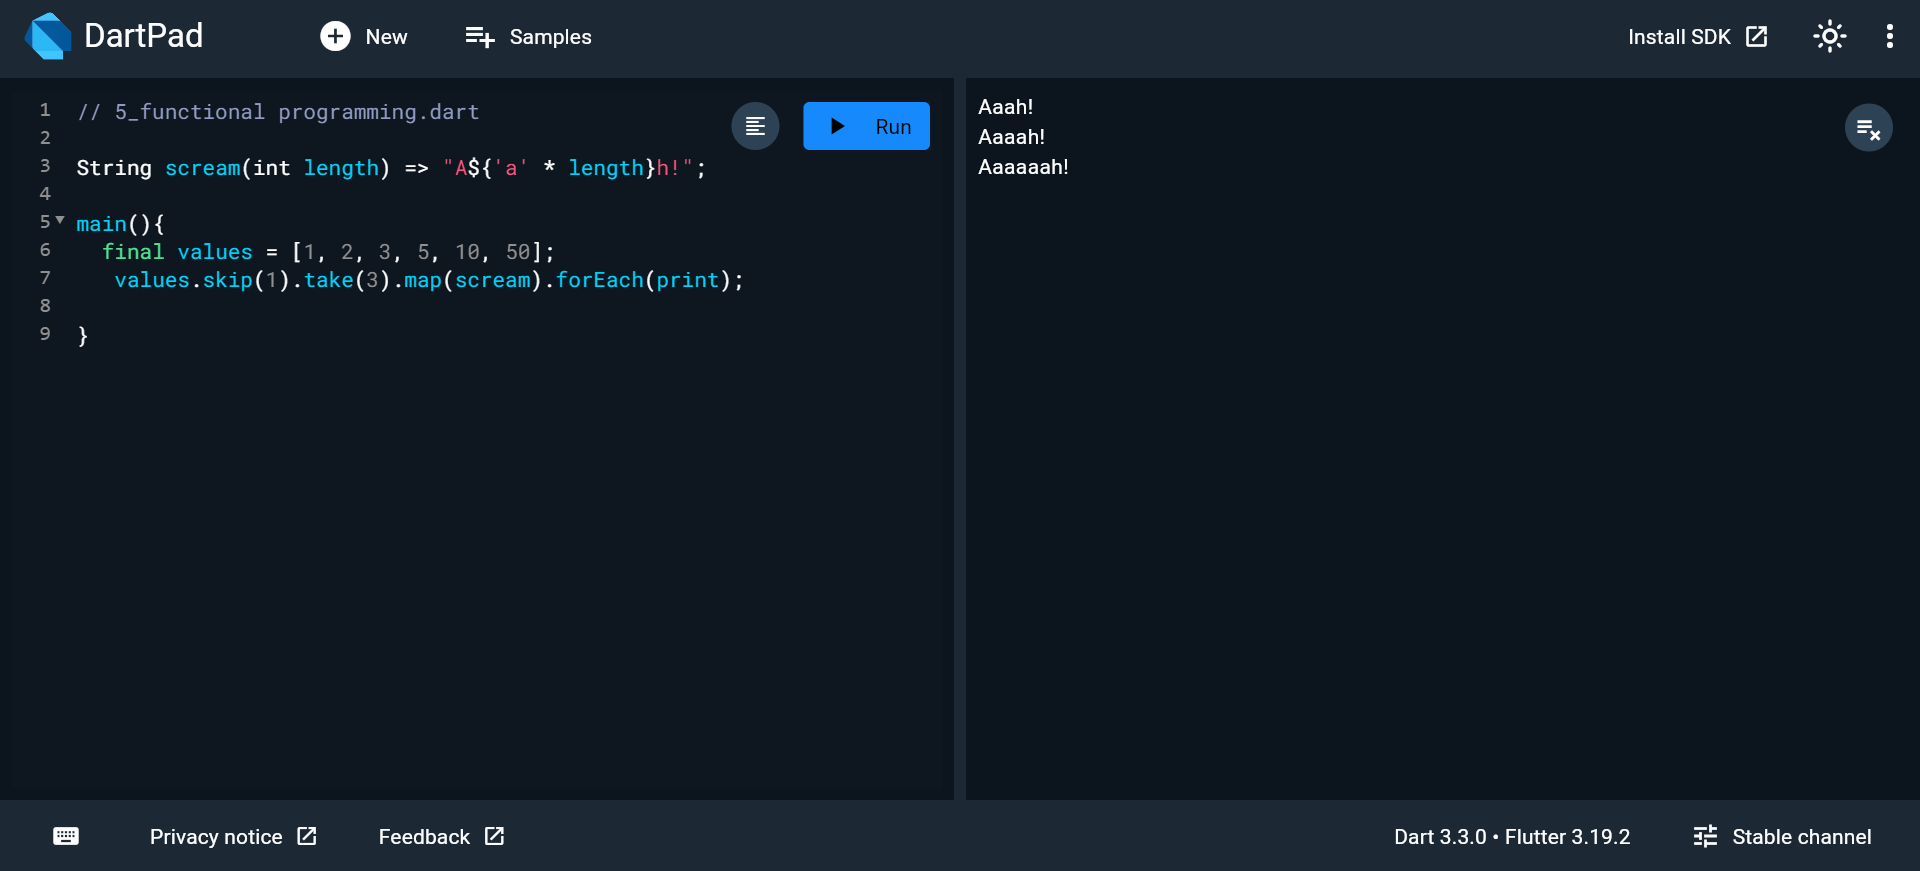 DartPad
New
Samples
Install SDK
1 // 5_functional programming.dart
2
3 String scream(int length) => "A${'a' * length}h!";
4
5 main(){
6   final values = [1, 2, 3, 5, 10, 50];
7    values.skip(1).take(3).map(scream).forEach(print);
8
9 }
Run
Aaah!
Aaaah!
Aaaaaah!
Privacy notice
Feedback
Dart 3.3.0 • Flutter 3.19.2
Stable channel